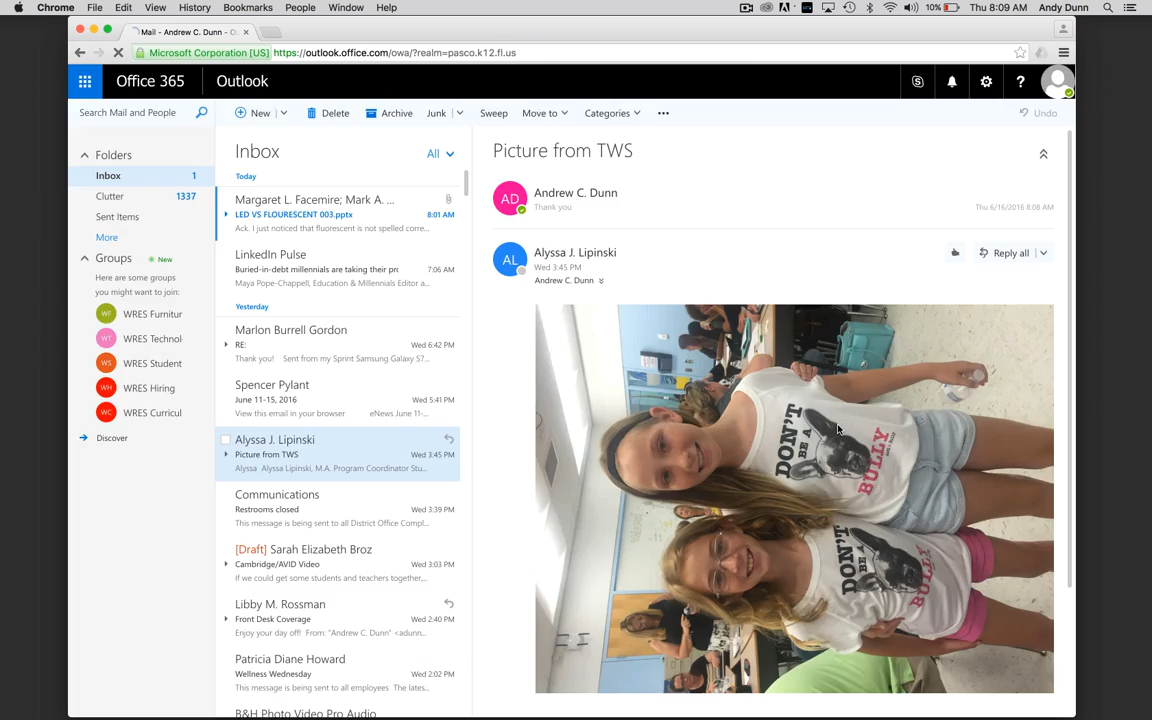 Chrome File Edit View History Bookmarks People Window Help 10% Thu 8:09 AM Andy Dunn
Mail - Andrew C. Dunn - O
Microsoft Corporation [US] https://outlook.office.com/owa/?realm=pasco.k12.fl.us
Office 365 Outlook ?
Search Mail and People New Delete Archive Junk Sweep Move to Categories ••• Undo
Folders
Inbox 1
Clutter 1337
Sent Items
More
Groups New
Here are some groups
you might want to join:
WF WRES Furnitur
WT WRES Technol
WS WRES Student
WH WRES Hiring
WC WRES Curricul
Discover
Inbox All
Today
Margaret L. Facemire; Mark A. ...
LED VS FLOURESCENT 003.pptx 8:01 AM
Ack. I just noticed that fluorescent is not spelled corre...
LinkedIn Pulse
Buried-in-debt millennials are taking their prc 7:06 AM
Maya Pope-Chappell, Education & Millennials Editor a...
Yesterday
Marlon Burrell Gordon
RE: Wed 6:42 PM
Thank you! Sent from my Sprint Samsung Galaxy S7...
Spencer Pylant
June 11-15, 2016 Wed 5:41 PM
View this email in your browser eNews June 11-...
Alyssa J. Lipinski
Picture from TWS Wed 3:45 PM
Alyssa Alyssa Lipinski, M.A. Program Coordinator Stu...
Communications
Restrooms closed Wed 3:39 PM
This message is being sent to all District Office Compl...
[Draft] Sarah Elizabeth Broz
Cambridge/AVID Video Wed 3:03 PM
If we could get some students and teachers together,...
Libby M. Rossman
Front Desk Coverage Wed 2:40 PM
Enjoy your day off! From: "Andrew C. Dunn" <adunn...
Patricia Diane Howard
Wellness Wednesday Wed 2:02 PM
This message is being sent to all employees The lates...
B&H Photo Video Pro Audio
Picture from TWS
AD Andrew C. Dunn
Thank you Thu 6/16/2016 8:08 AM
AL Alyssa J. Lipinski Reply all
Wed 3:45 PM
Andrew C. Dunn
DON'T
BE A
BULLY
DON'T
BE A
BULLY